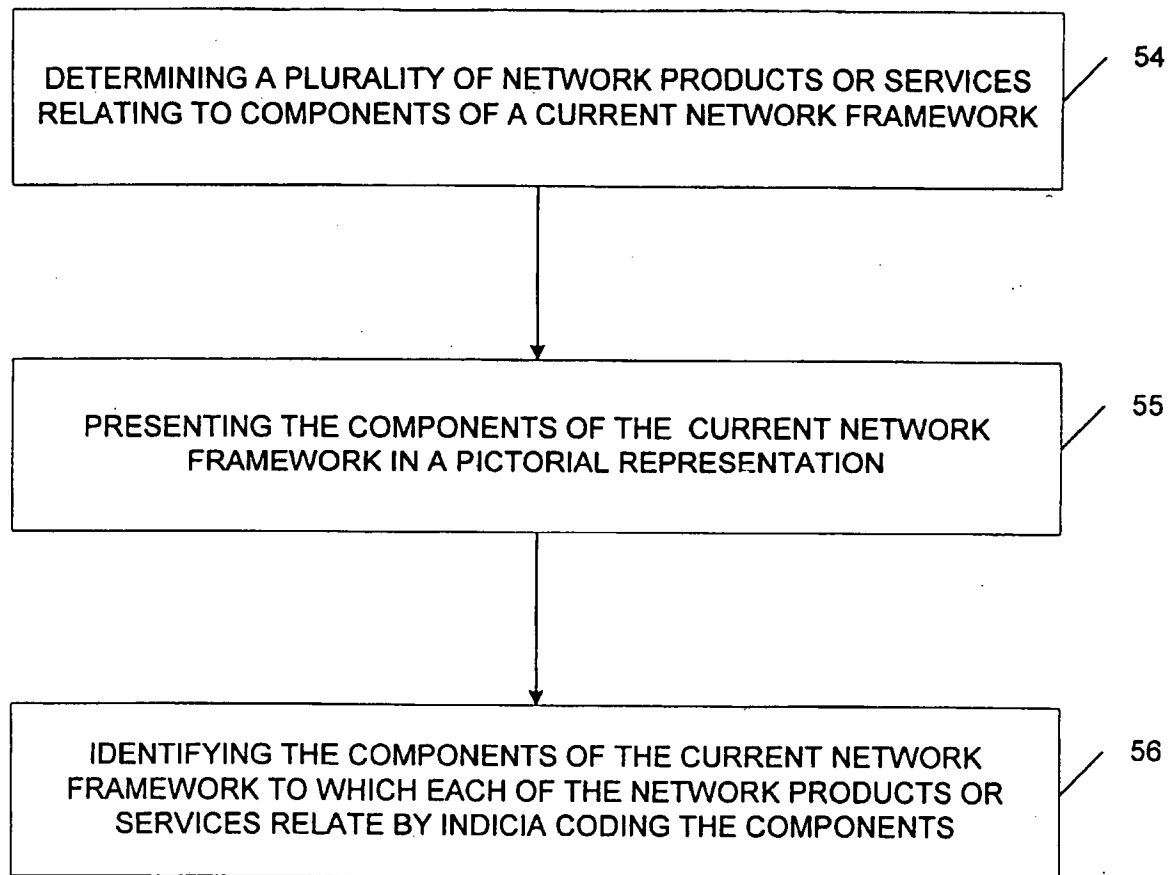 DETERMINING A PLURALITY OF NETWORK PRODUCTS OR SERVICES
RELATING TO COMPONENTS OF A CURRENT NETWORK FRAMEWORK
54
PRESENTING THE COMPONENTS OF THE CURRENT NETWORK
FRAMEWORK IN A PICTORIAL REPRESENTATION
55
IDENTIFYING THE COMPONENTS OF THE CURRENT NETWORK
FRAMEWORK TO WHICH EACH OF THE NETWORK PRODUCTS OR
SERVICES RELATE BY INDICIA CODING THE COMPONENTS
56